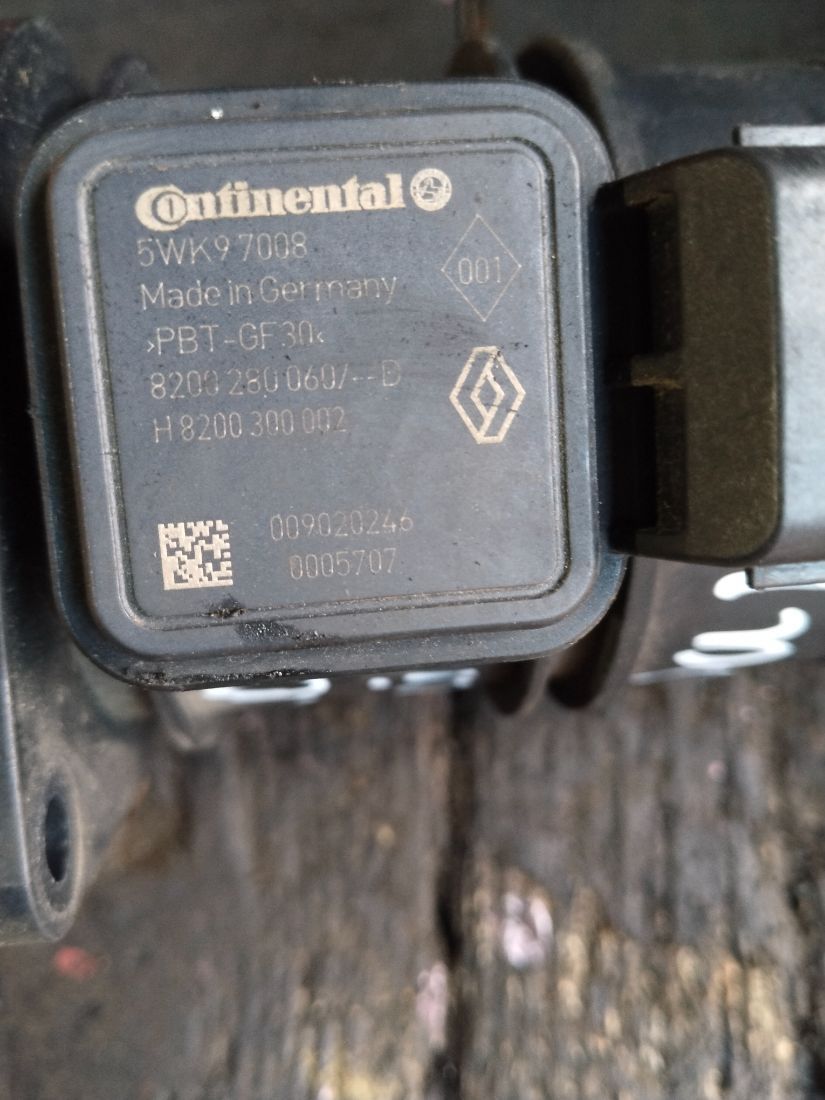 Continental
5WK9 7008
001
Made in Germany
>PBT-GF30<
8200 280 060/--D
H 8200 300 002
009020246
0005707